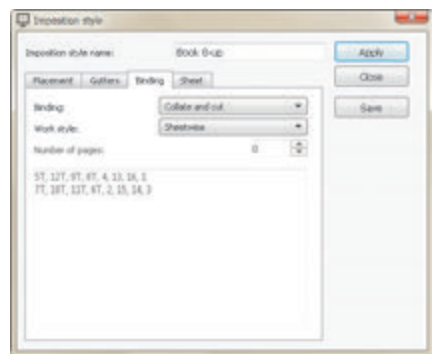 Imposition style
Imposition style name:
Book 8-up
Apply
Placement
Gutters
Binding
Sheet
Close
Binding:
Collate and cut
Save
Work style:
Sheetwise
Number of pages:
0
5T, 12T, 9T, 8T, 4, 13, 16, 1
7T, 10T, 11T, 6T, 2, 15, 14, 3